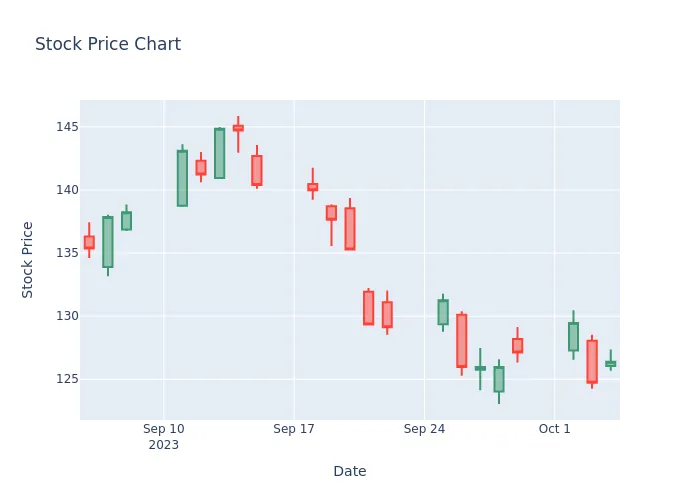 Stock Price Chart
145
140
135
130
125
Stock Price
Sep 10
2023
Sep 17
Sep 24
Oct 1
Date